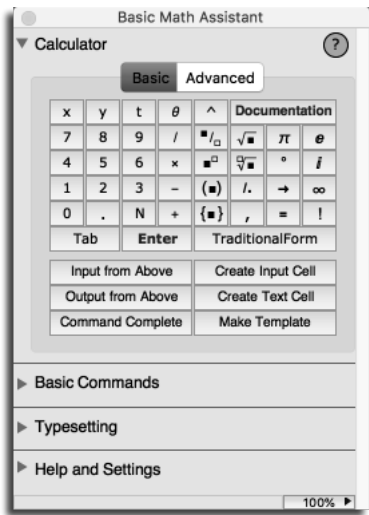 Basic Math Assistant
Calculator ?
Basic Advanced
x y t θ ^ Documentation
7 8 9 / ■/□ √■ π e
4 5 6 × ■□ □√■ ° i
1 2 3 − (■) /. → ∞
0 . N + {■} , = !
Tab Enter TraditionalForm
Input from Above Create Input Cell
Output from Above Create Text Cell
Command Complete Make Template
Basic Commands
Typesetting
Help and Settings
100%